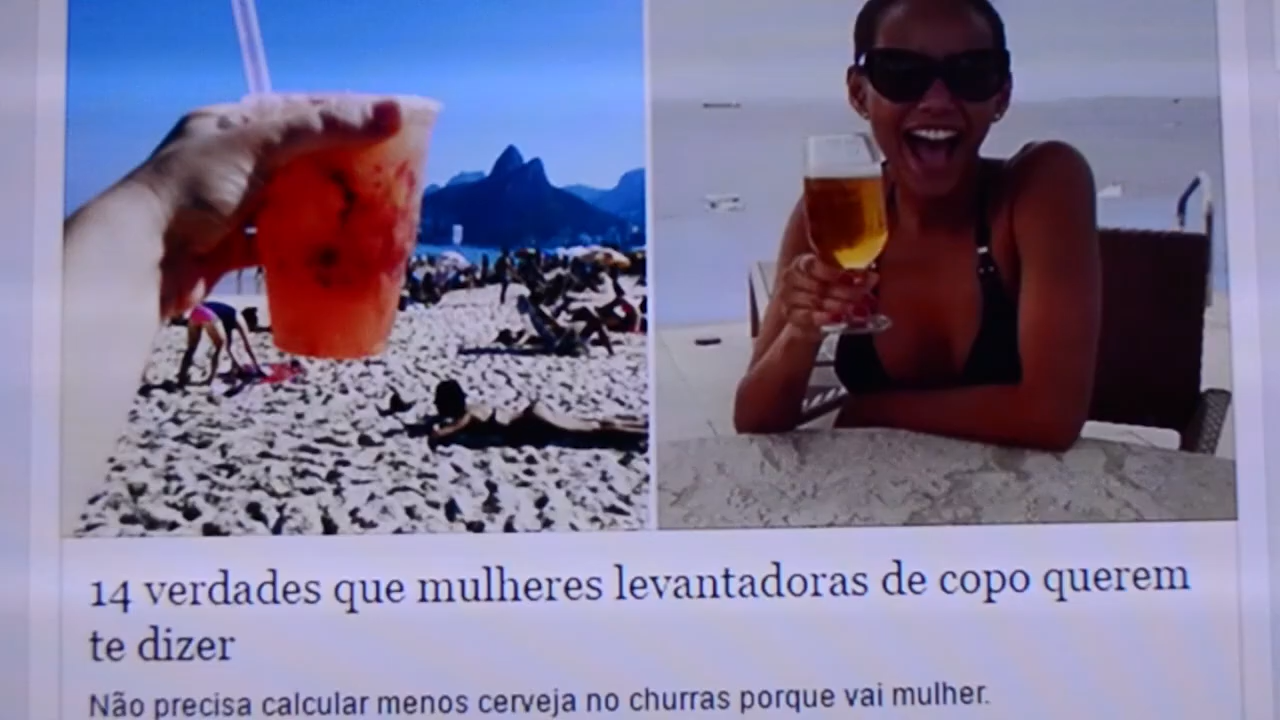 14 verdades que mulheres levantadoras de copo querem
te dizer
Não precisa calcular menos cerveja no churras porque vai mulher.